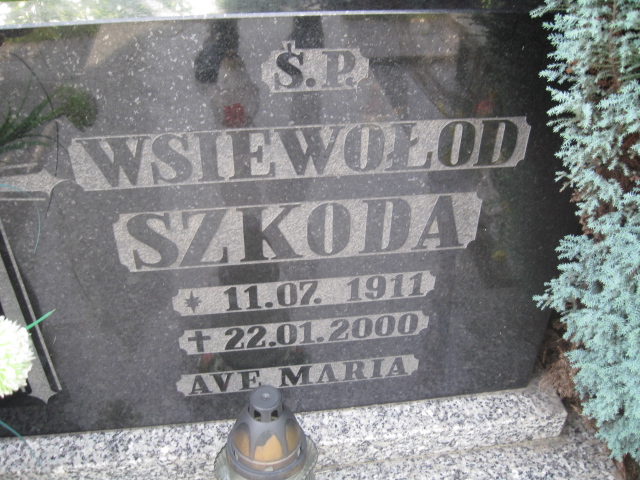 Ś.P.
WSIEWOŁOD
SZKODA
* 11.07. 1911
✝ 22.01.2000
AVE MARIA